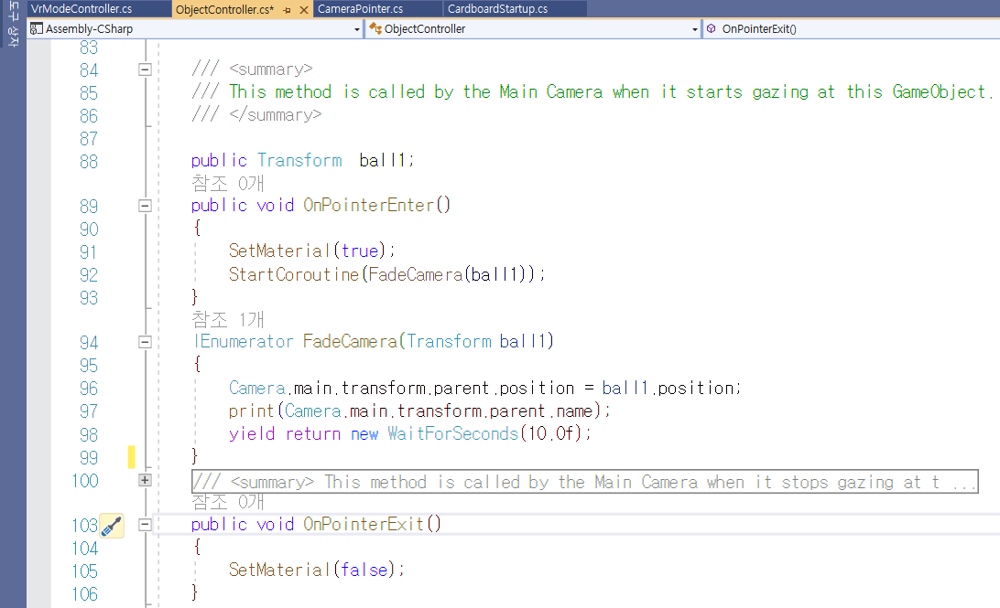 도구 상자
VrModeController.cs
ObjectController.cs*
CameraPointer.cs
CardboardStartup.cs
Assembly-CSharp
ObjectController
OnPointerExit()
83
84 /// <summary>
85 /// This method is called by the Main Camera when it starts gazing at this GameObject.
86 /// </summary>
87
88 public Transform  ball1;
참조 0개
89 public void OnPointerEnter()
90 {
91 SetMaterial(true);
92 StartCoroutine(FadeCamera(ball1));
93 }
참조 1개
94 IEnumerator FadeCamera(Transform ball1)
95 {
96 Camera.main.transform.parent.position = ball1.position;
97 print(Camera.main.transform.parent.name);
98 yield return new WaitForSeconds(10.0f);
99 }
100 /// <summary> This method is called by the Main Camera when it stops gazing at t ...
참조 0개
103 public void OnPointerExit()
104 {
105 SetMaterial(false);
106 }